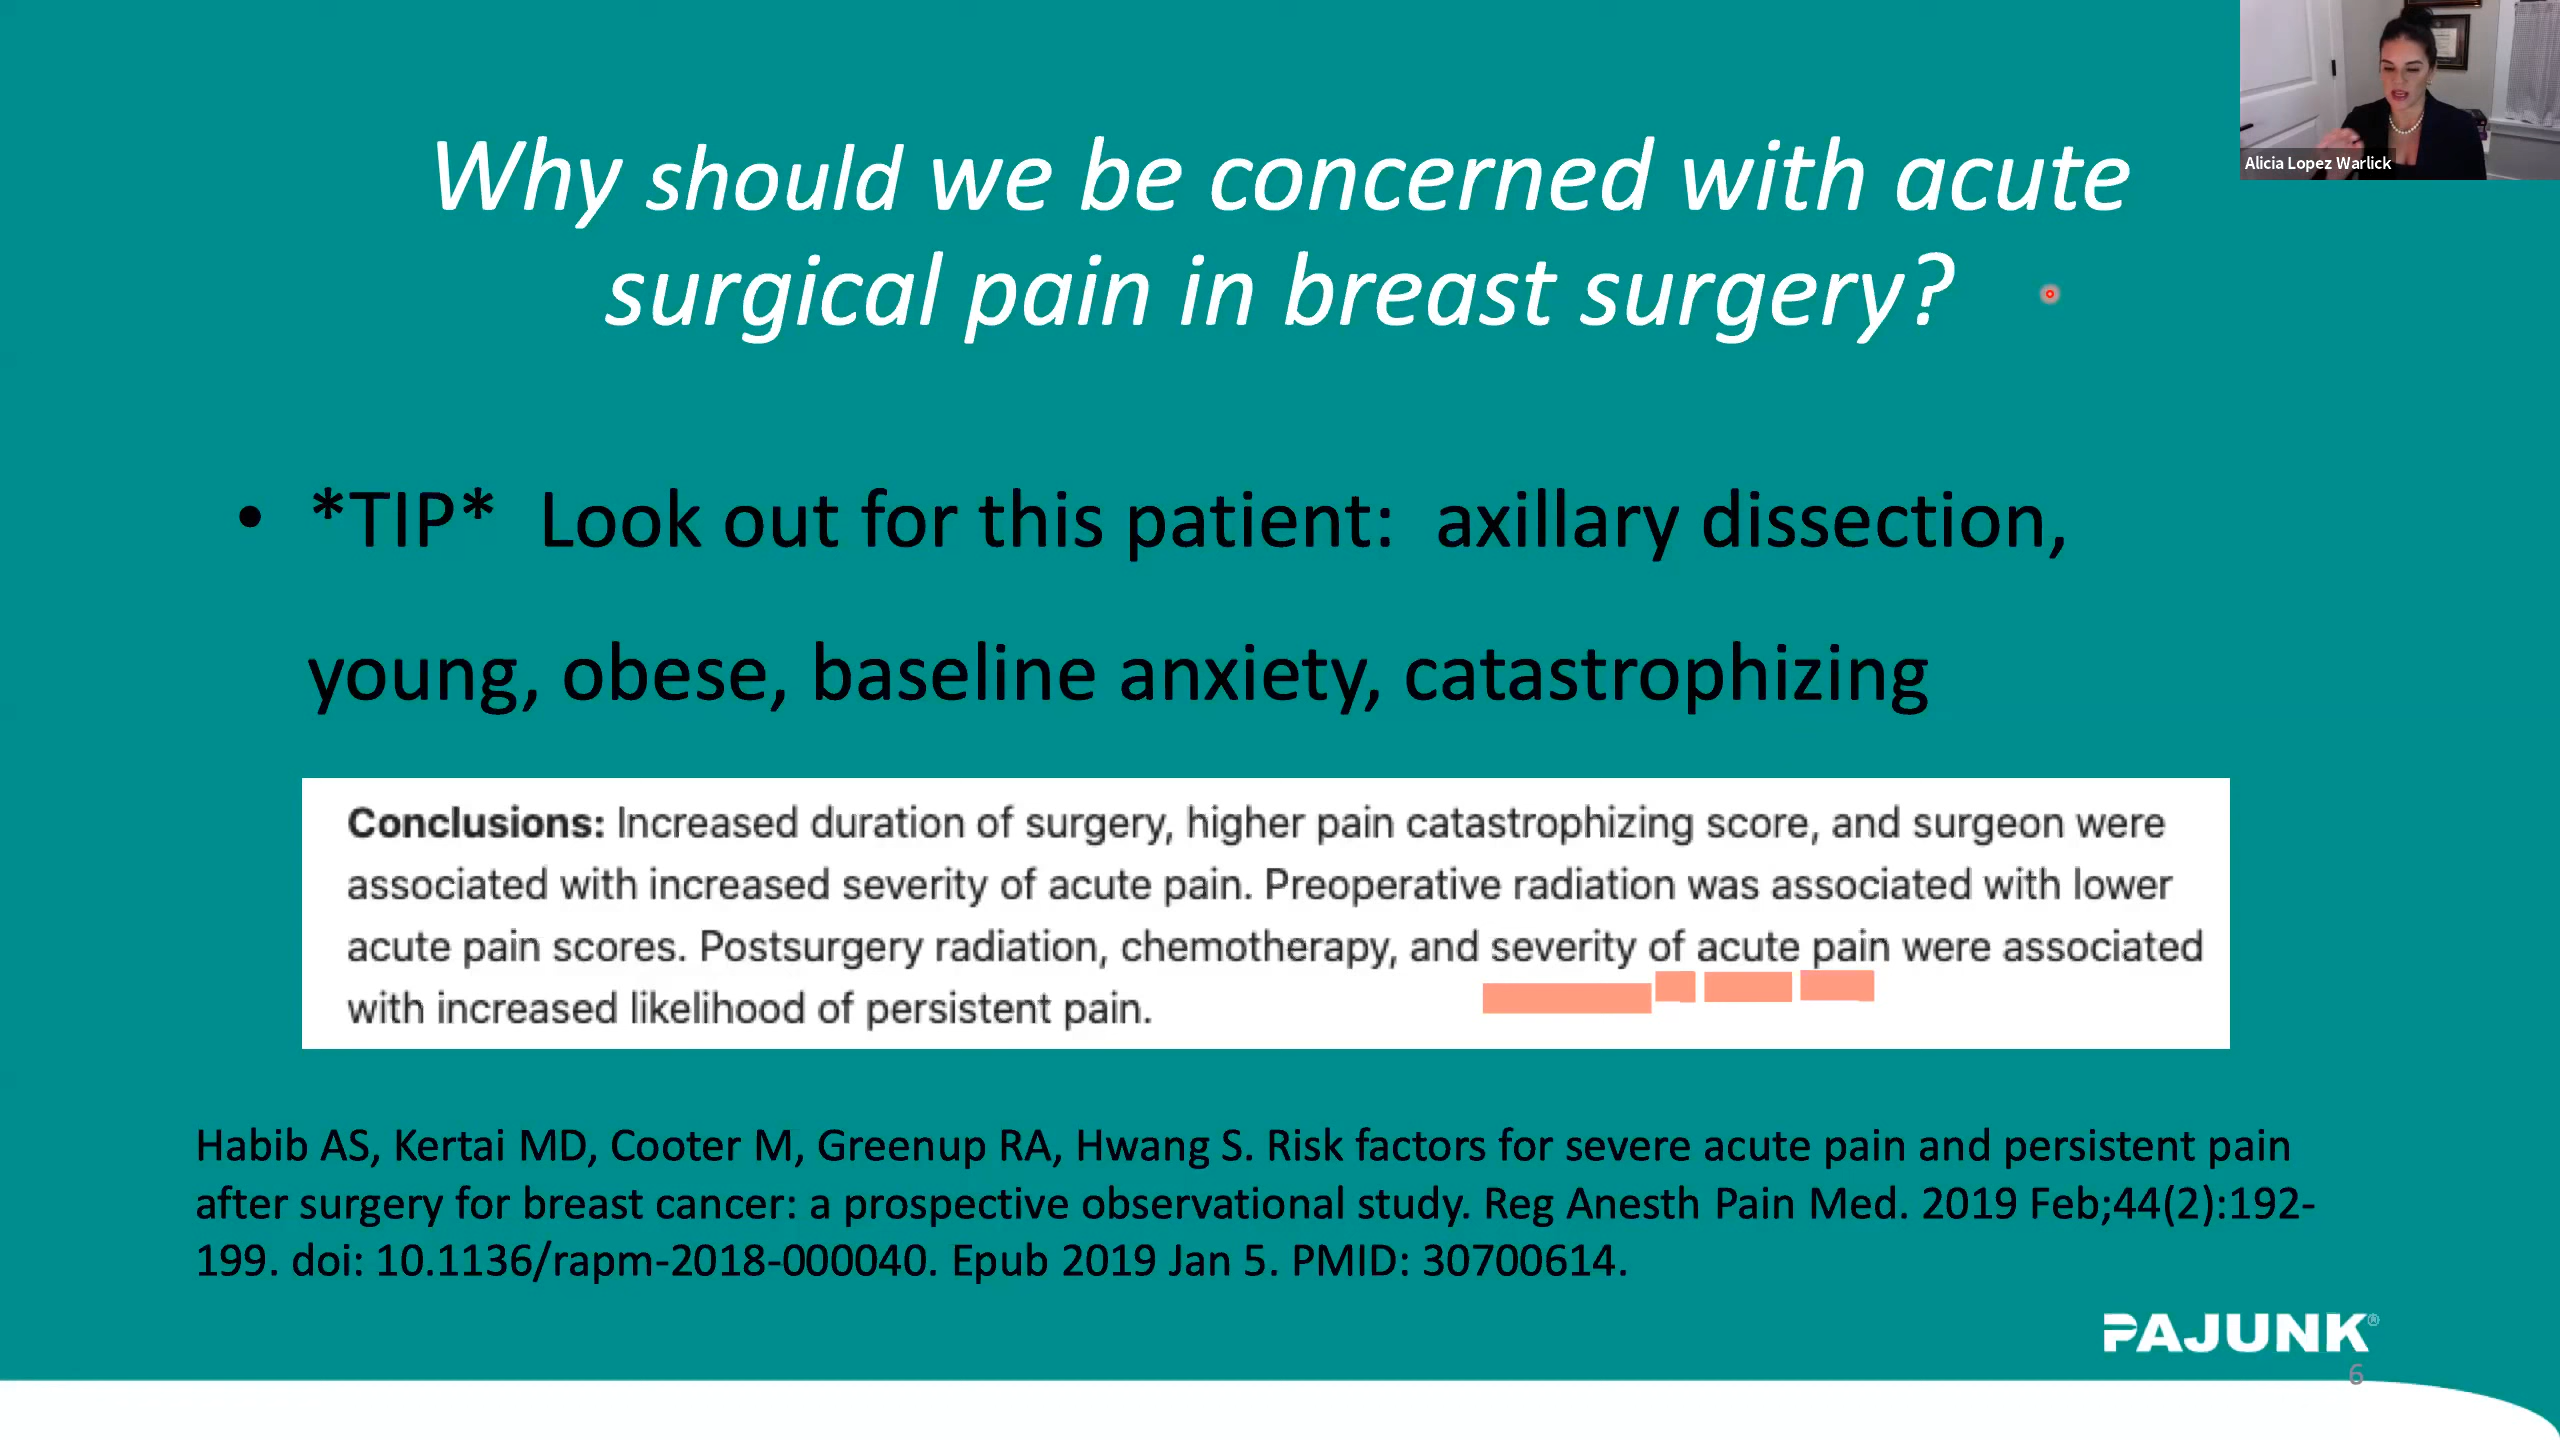 Alicia Lopez Warlick
Why should we be concerned with acute
surgical pain in breast surgery?
• *TIP* Look out for this patient: axillary dissection,
young, obese, baseline anxiety, catastrophizing
Conclusions: Increased duration of surgery, higher pain catastrophizing score, and surgeon were
associated with increased severity of acute pain. Preoperative radiation was associated with lower
acute pain scores. Postsurgery radiation, chemotherapy, and severity of acute pain were associated
with increased likelihood of persistent pain.
Habib AS, Kertai MD, Cooter M, Greenup RA, Hwang S. Risk factors for severe acute pain and persistent pain
after surgery for breast cancer: a prospective observational study. Reg Anesth Pain Med. 2019 Feb;44(2):192-
199. doi: 10.1136/rapm-2018-000040. Epub 2019 Jan 5. PMID: 30700614.
PAJUNK®
6